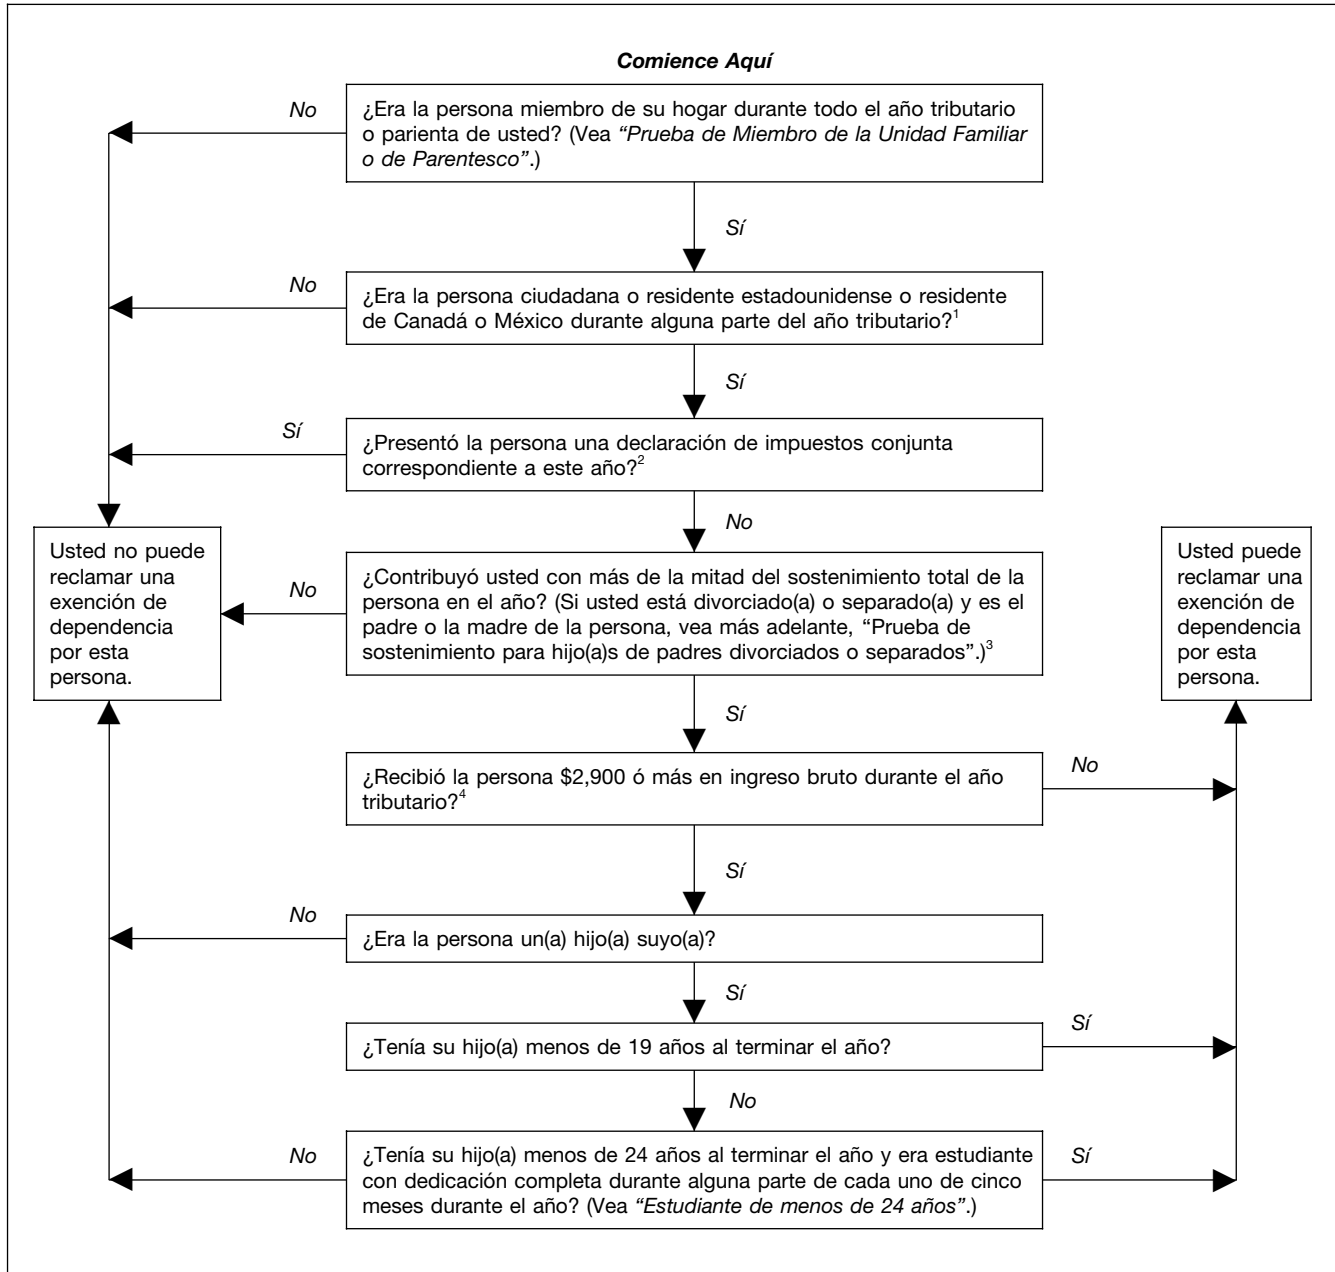 Comience Aquí
No
¿Era la persona miembro de su hogar durante todo el año tributario
o parienta de usted? (Vea "Prueba de Miembro de la Unidad Familiar
o de Parentesco".)
Sí
No
¿Era la persona ciudadana o residente estadounidense o residente
de Canadá o México durante alguna parte del año tributario?1
Sí
Sí
¿Presentó la persona una declaración de impuestos conjunta
correspondiente a este año?2
No
Usted no puede
reclamar una
exención de
dependencia
por esta
persona.
No
¿Contribuyó usted con más de la mitad del sostenimiento total de la
persona en el año? (Si usted está divorciado(a) o separado(a) y es el
padre o la madre de la persona, vea más adelante, "Prueba de
sostenimiento para hijo(a)s de padres divorciados o separados".)3
Usted puede
reclamar una
exención de
dependencia
por esta
persona.
Sí
¿Recibió la persona $2,900 ó más en ingreso bruto durante el año
tributario?4
No
Sí
No
¿Era la persona un(a) hijo(a) suyo(a)?
Sí
¿Tenía su hijo(a) menos de 19 años al terminar el año?
Sí
No
No
¿Tenía su hijo(a) menos de 24 años al terminar el año y era estudiante
con dedicación completa durante alguna parte de cada uno de cinco
meses durante el año? (Vea "Estudiante de menos de 24 años".)
Sí